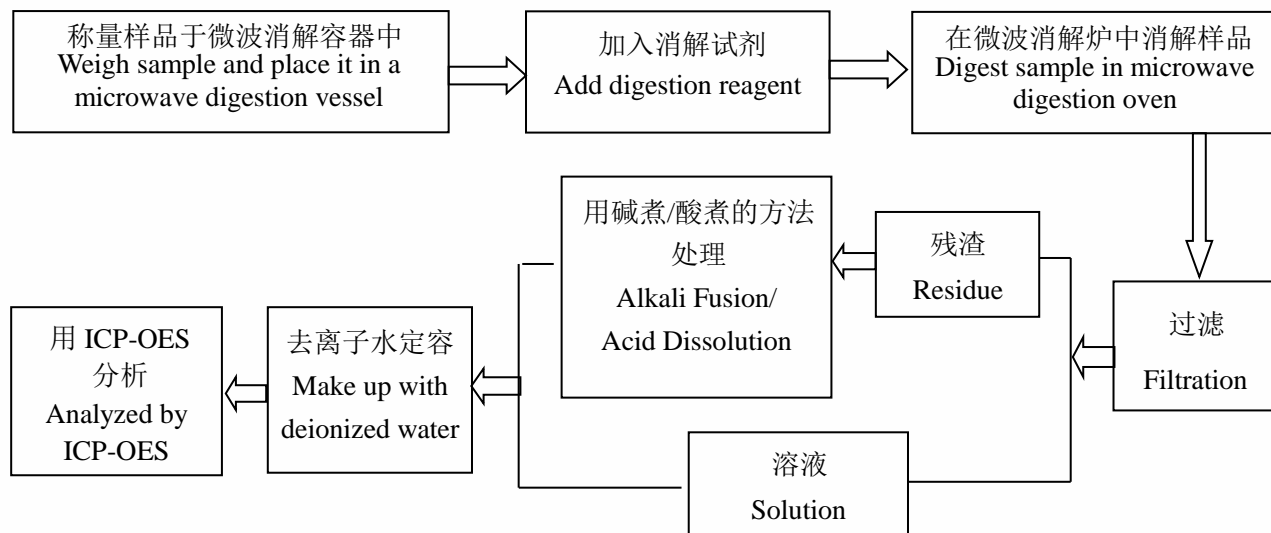 称量样品于微波消解容器中
Weigh sample and place it in a
microwave digestion vessel
加入消解试剂
Add digestion reagent
在微波消解炉中消解样品
Digest sample in microwave
digestion oven
过滤
Filtration
残渣
Residue
用碱煮/酸煮的方法
处理
Alkali Fusion/
Acid Dissolution
溶液
Solution
去离子水定容
Make up with
deionized water
用 ICP-OES
分析
Analyzed by
ICP-OES